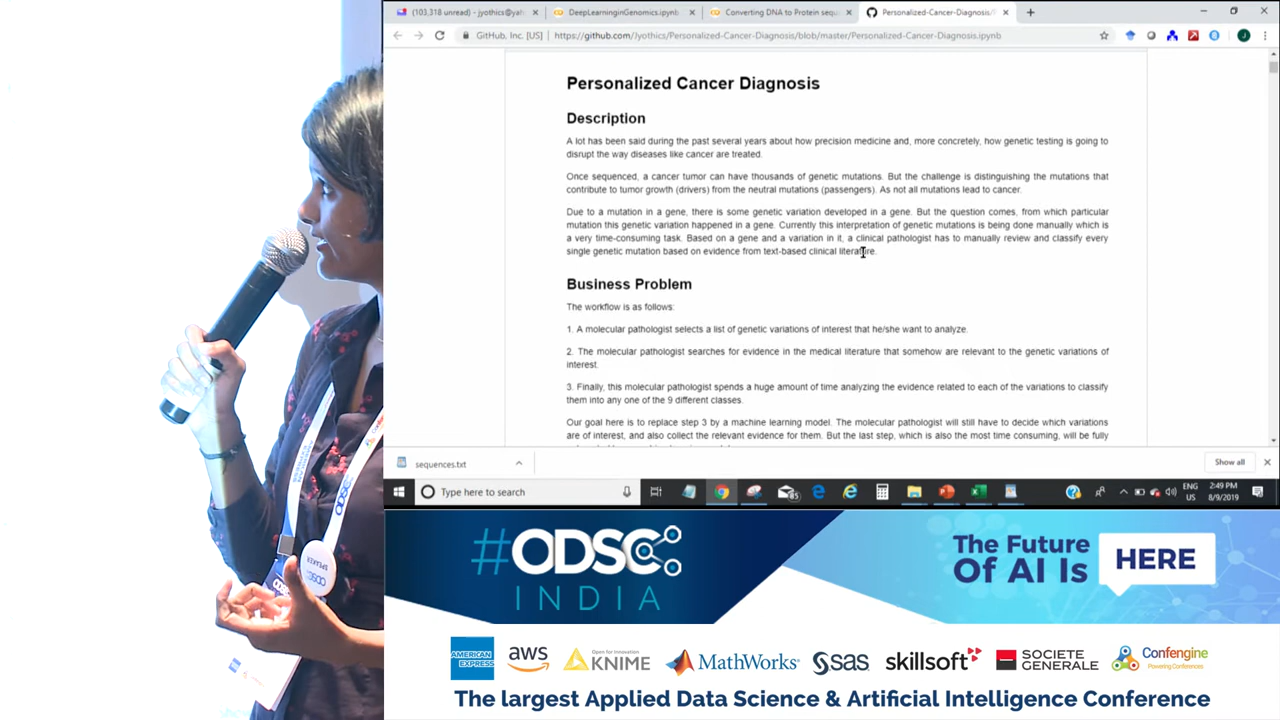 (103,318 unread) - jyothics@yah
DeepLearninginGenomics.ipynb
Converting DNA to Protein sequ
Personalized-Cancer-Diagnosis/P
GitHub, Inc. [US]
https://github.com/Jyothics/Personalized-Cancer-Diagnosis/blob/master/Personalized-Cancer-Diagnosis.ipynb
J
Personalized Cancer Diagnosis
Description
A lot has been said during the past several years about how precision medicine and, more concretely, how genetic testing is going to
disrupt the way diseases like cancer are treated.
Once sequenced, a cancer tumor can have thousands of genetic mutations. But the challenge is distinguishing the mutations that
contribute to tumor growth (drivers) from the neutral mutations (passengers). As not all mutations lead to cancer.
Due to a mutation in a gene, there is some genetic variation developed in a gene. But the question comes, from which particular
mutation this genetic variation happened in a gene. Currently this interpretation of genetic mutations is being done manually which is
a very time-consuming task. Based on a gene and a variation in it, a clinical pathologist has to manually review and classify every
single genetic mutation based on evidence from text-based clinical literature.
Business Problem
The workflow is as follows:
1. A molecular pathologist selects a list of genetic variations of interest that he/she want to analyze.
2. The molecular pathologist searches for evidence in the medical literature that somehow are relevant to the genetic variations of
interest.
3. Finally, this molecular pathologist spends a huge amount of time analyzing the evidence related to each of the variations to classify
them into any one of the 9 different classes.
Our goal here is to replace step 3 by a machine learning model. The molecular pathologist will still have to decide which variations
are of interest, and also collect the relevant evidence for them. But the last step, which is also the most time consuming, will be fully
sequences.txt
Show all
Type here to search
ENG
US
2:49 PM
8/9/2019
SPEAKER
ODSC
#ODSC
INDIA
The Future
Of AI Is
HERE
AMERICAN
EXPRESS
aws
Open for Innovation
KNIME
MathWorks
sas
skillsoft
SOCIETE
GENERALE
Confengine
Powering Conferences
The largest Applied Data Science & Artificial Intelligence Conference